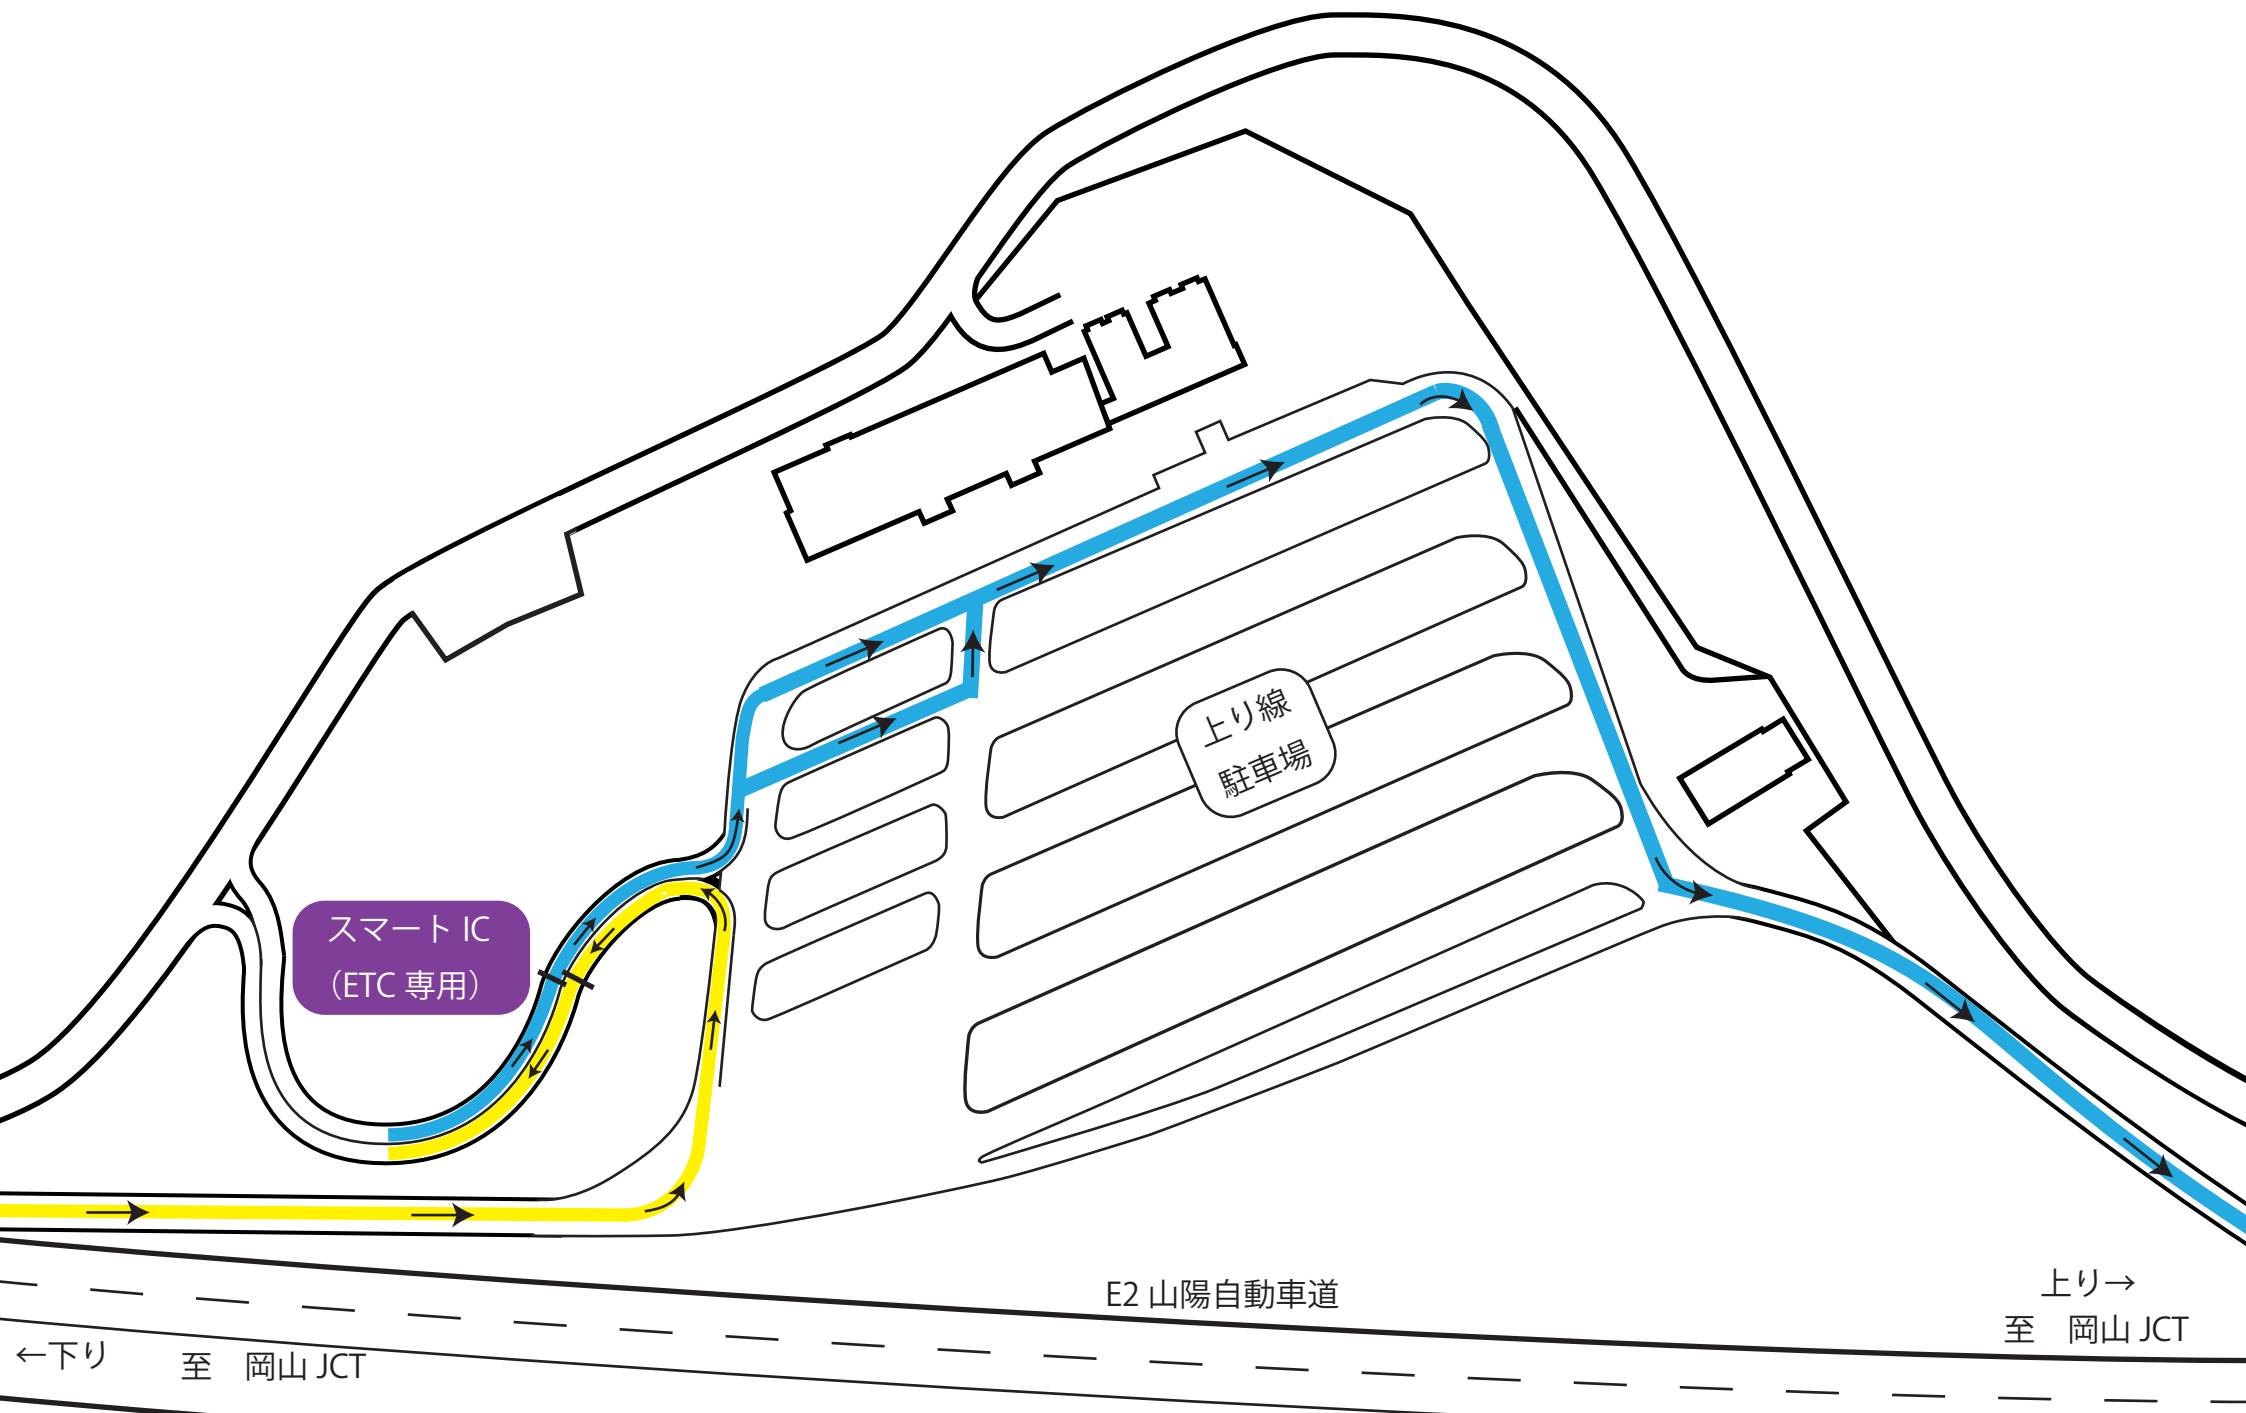 上り線
駐車場
スマート IC
（ETC 専用）
E2 山陽自動車道
上り→
至　岡山 JCT
←下り
至　岡山 JCT